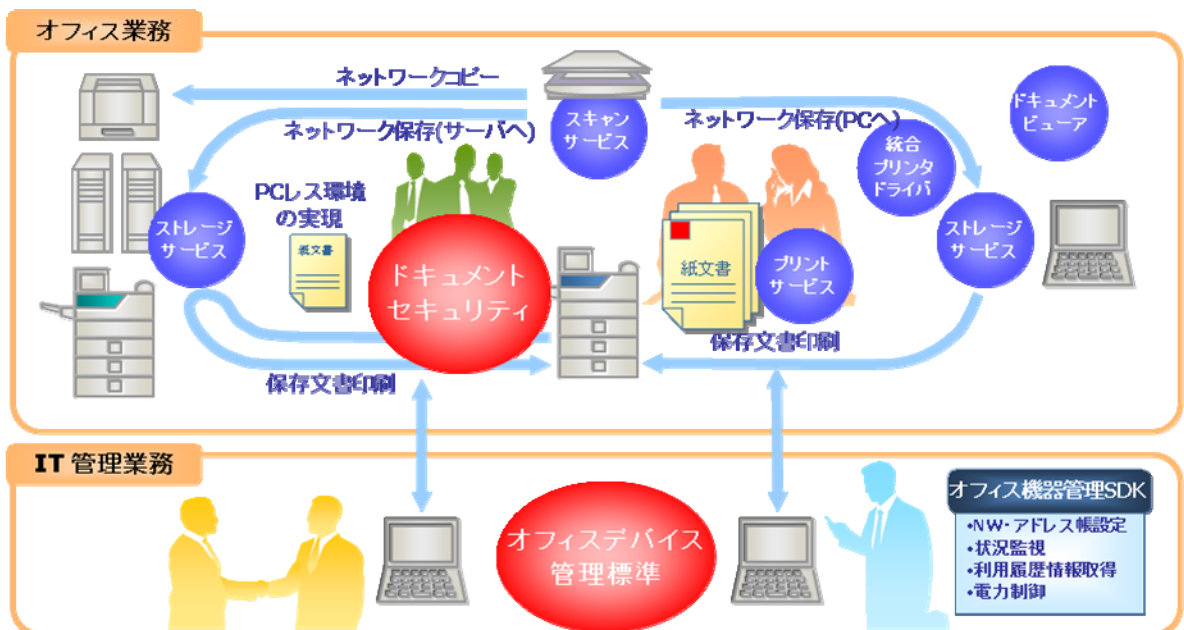 オフィス業務
ネットワークコピー
ネットワーク保存(サーバへ)
スキャン
サービス
ネットワーク保存(PCへ)
ドキュメント
ビューア
統合
プリンタ
ドライバ
PCレス環境
の実現
紙文書
ストレージ
サービス
ドキュメント
セキュリティ
紙文書
プリント
サービス
ストレージ
サービス
保存文書印刷
保存文書印刷
IT 管理業務
オフィスデバイス
管理標準
オフィス機器管理SDK
•NW・アドレス帳設定
•状況監視
•利用履歴情報取得
•電力制御